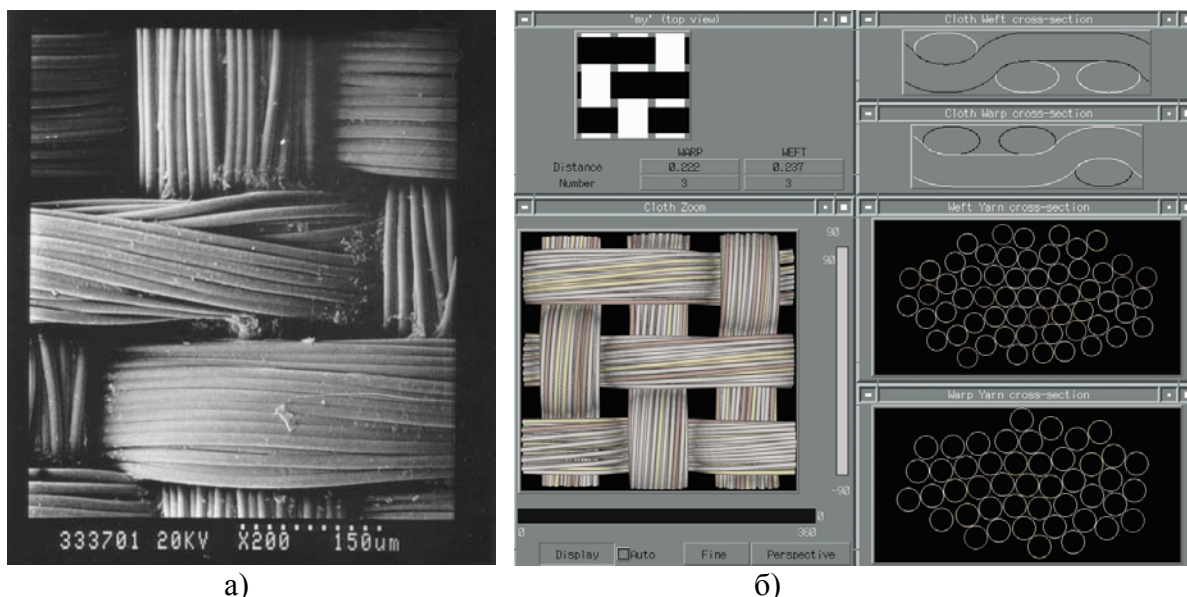 333701 20KV X200 150um
'my' (top view)
WARP WEFT
Distance 0.222 0.237
Number 3 3
Cloth Zoom
90
90
-90
0
0 360
Display Auto Fine Perspective
Cloth Weft cross-section
Cloth Warp cross-section
Weft Yarn cross-section
Warp Yarn cross-section
а) б)